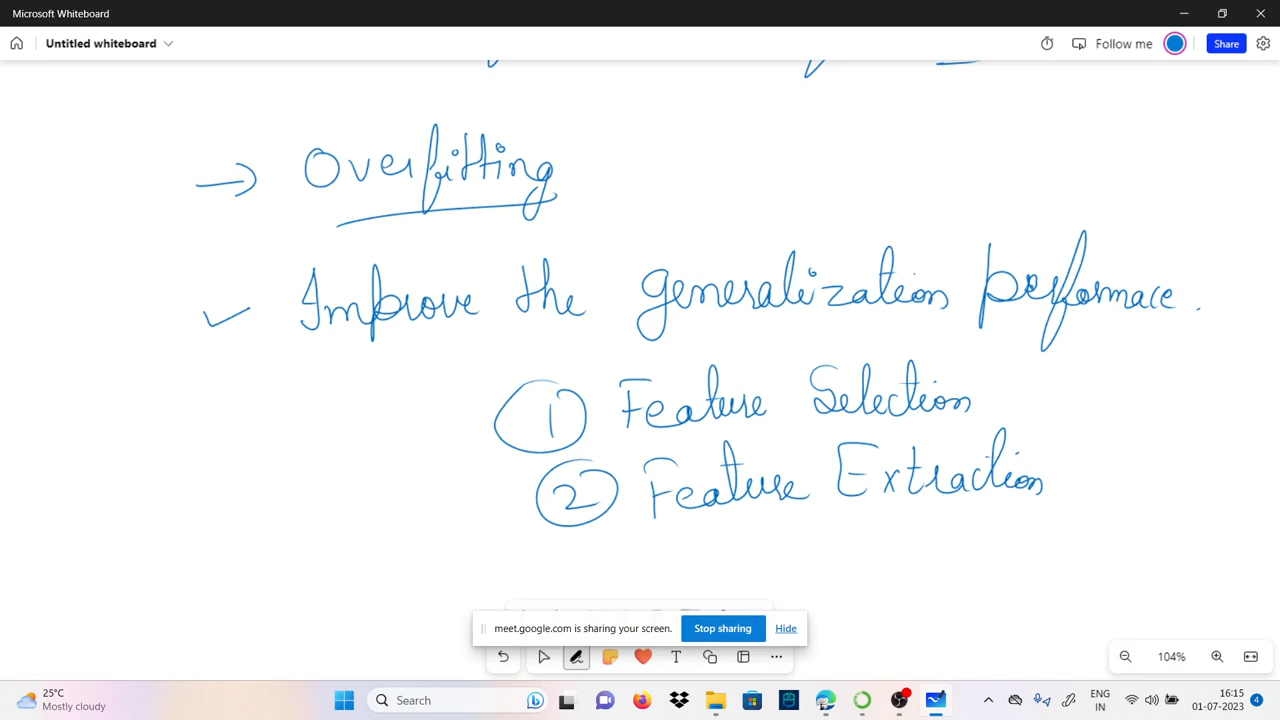 Microsoft Whiteboard
Untitled whiteboard
Follow me
Share
→ Overfitting
✓ Improve the generalization performace.
① Feature Selection
② Feature Extraction
meet.google.com is sharing your screen. Stop sharing Hide
104%
25°C
Mostly cloudy
Search
ENG
IN
16:15
01-07-2023
4